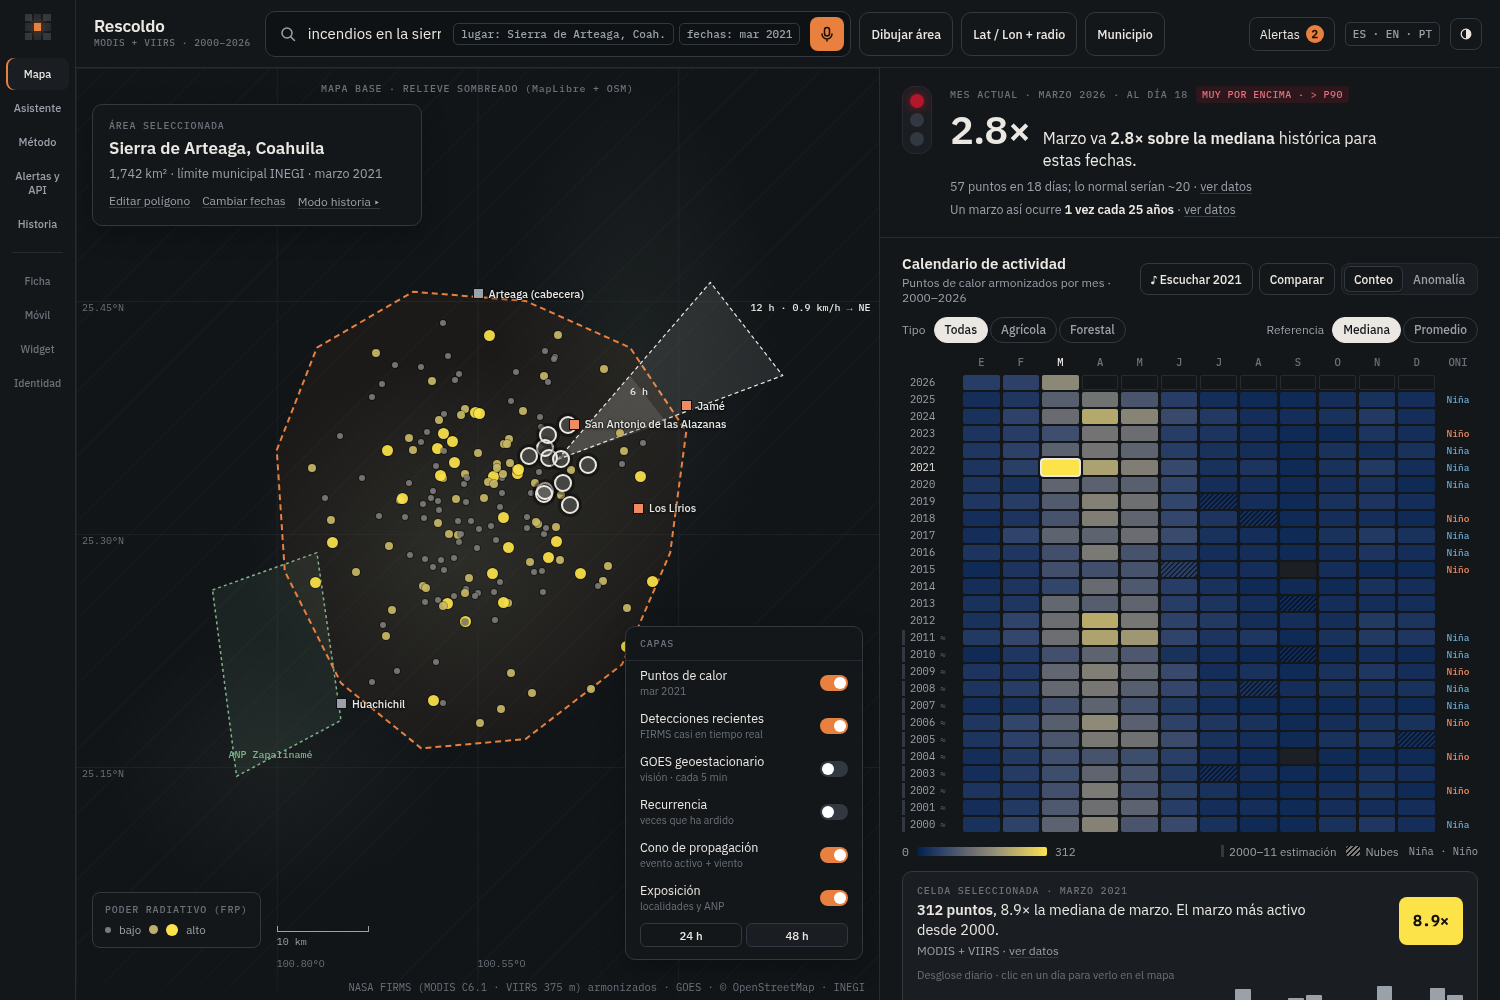 Rescoldo
MODIS + VIIRS · 2000–2026
incendios en la sierr
lugar: Sierra de Arteaga, Coah.
fechas: mar 2021
Dibujar área
Lat / Lon + radio
Municipio
Alertas 2
ES · EN · PT
Mapa
Asistente
Método
Alertas y
API
Historia
Ficha
Móvil
Widget
Identidad
MAPA BASE · RELIEVE SOMBREADO (MapLibre + OSM)
ÁREA SELECCIONADA
Sierra de Arteaga, Coahuila
1,742 km² · límite municipal INEGI · marzo 2021
Editar polígono
Cambiar fechas
Modo historia ▸
Arteaga (cabecera)
25.45°N
12 h · 0.9 km/h → NE
6 h
Jamé
San Antonio de las Alazanas
Los Lirios
25.30°N
Huachichil
ANP Zapalinamé
25.15°N
CAPAS
Puntos de calor
mar 2021
Detecciones recientes
FIRMS casi en tiempo real
GOES geoestacionario
visión · cada 5 min
Recurrencia
veces que ha ardido
Cono de propagación
evento activo + viento
Exposición
localidades y ANP
24 h
48 h
PODER RADIATIVO (FRP)
bajo
alto
10 km
100.80°O
100.55°O
NASA FIRMS (MODIS C6.1 · VIIRS 375 m) armonizados · GOES · © OpenStreetMap · INEGI
MES ACTUAL · MARZO 2026 · AL DÍA 18
MUY POR ENCIMA · > P90
2.8×
Marzo va 2.8× sobre la mediana histórica para
estas fechas.
57 puntos en 18 días; lo normal serían ~20 · ver datos
Un marzo así ocurre 1 vez cada 25 años · ver datos
Calendario de actividad
Puntos de calor armonizados por mes ·
2000–2026
♪ Escuchar 2021
Comparar
Conteo
Anomalía
Tipo
Todas
Agrícola
Forestal
Referencia
Mediana
Promedio
E F M A M J J A S O N D ONI
2026
2025 Niña
2024
2023 Niño
2022 Niña
2021 Niña
2020 Niña
2019
2018 Niño
2017 Niña
2016 Niña
2015 Niño
2014
2013
2012
2011 ≈ Niña
2010 ≈ Niña
2009 ≈ Niño
2008 ≈ Niña
2007 ≈ Niña
2006 ≈ Niño
2005 ≈
2004 ≈ Niño
2003 ≈
2002 ≈ Niño
2001 ≈
2000 ≈ Niña
0
312
2000–11 estimación
Nubes
Niña · Niño
CELDA SELECCIONADA · MARZO 2021
312 puntos, 8.9× la mediana de marzo. El marzo más activo
desde 2000.
8.9×
MODIS + VIIRS · ver datos
Desglose diario · clic en un día para verlo en el mapa